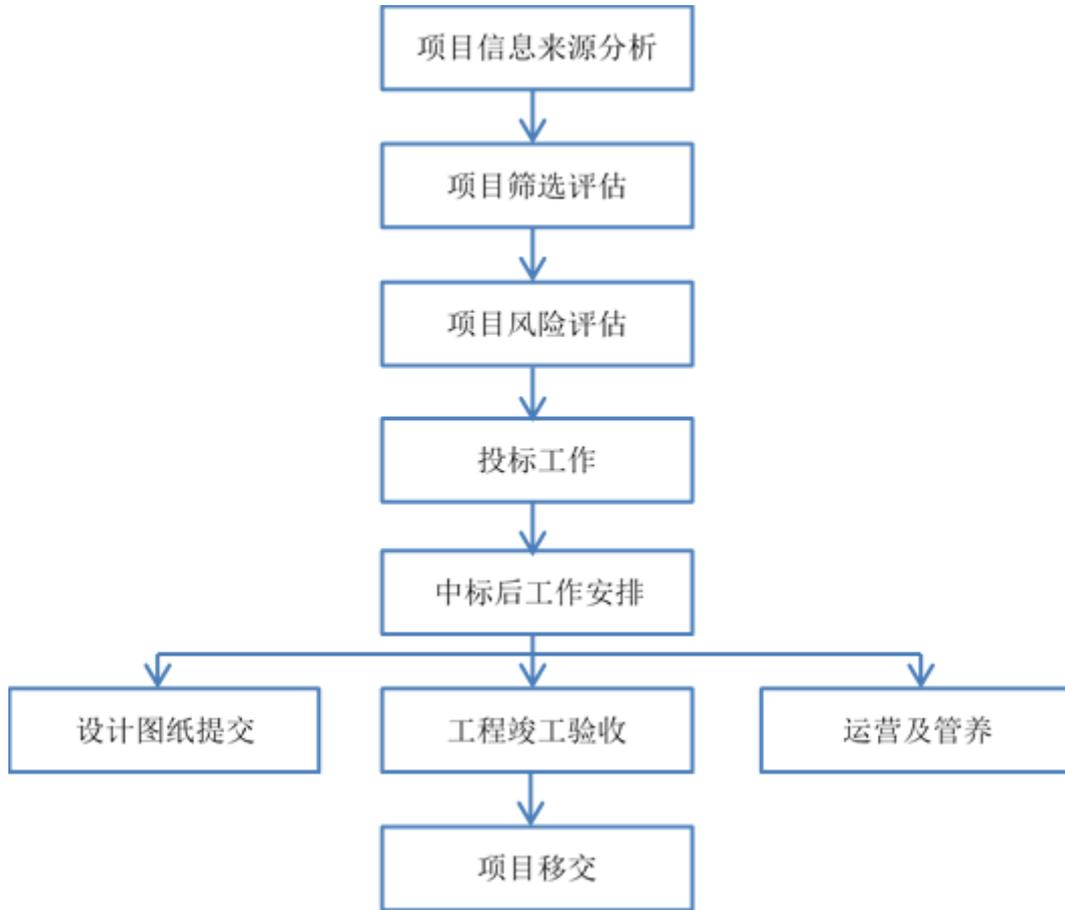 项目信息来源分析
项目筛选评估
项目风险评估
投标工作
中标后工作安排
设计图纸提交
工程竣工验收
运营及管养
项目移交